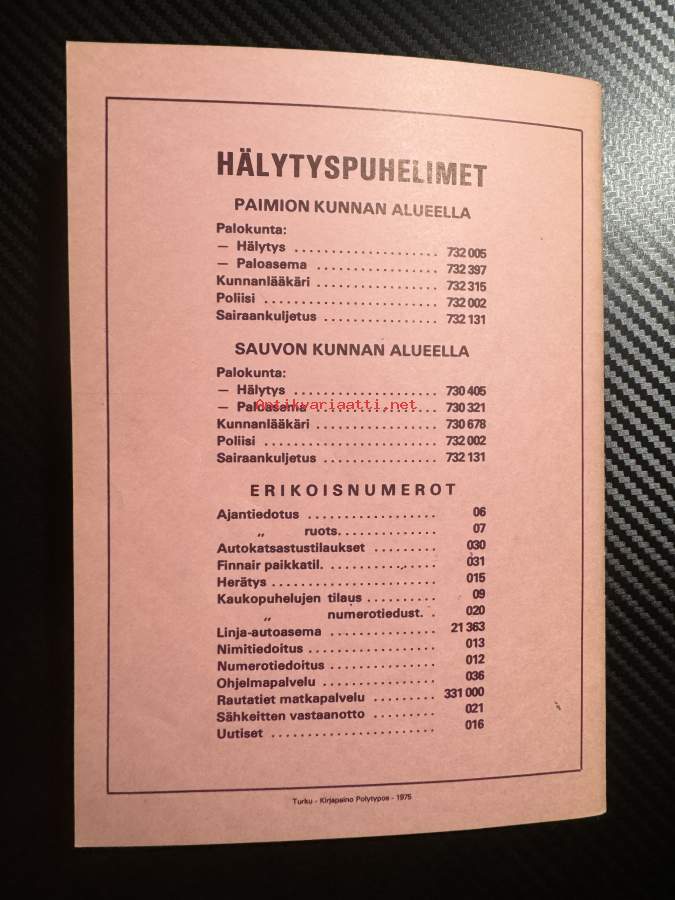 HÄLYTYSPUHELIMET
PAIMION KUNNAN ALUEELLA
Palokunta:
— Hälytys .................... 732 005
— Paloasema ................. 732 397
Kunnanlääkäri ................. 732 315
Poliisi ........................ 732 002
Sairaankuljetus ................ 732 131
SAUVON KUNNAN ALUEELLA
Palokunta:
— Hälytys .................... 730 405
— Paloasema ................. 730 321
Antikvariaatti.net
Kunnanlääkäri ................. 730 678
Poliisi ........................ 732 002
Sairaankuljetus ................ 732 131
ERIKOISNUMEROT
Ajantiedotus .................. 06
„ ruots. ............. 07
Autokatsastustilaukset ......... 030
Finnair paikkatil. ............... 031
Herätys ....................... 015
Kaukopuhelujen tilaus .......... 09
„ numerotiedust. . 020
Linja-autoasema ............... 21 363
Nimitiedoitus .................. 013
Numerotiedoitus ............... 012
Ohjelmapalvelu ................ 036
Rautatiet matkapalvelu ......... 331 000
Sähkeitten vastaanotto ......... 021
Uutiset ....................... 016
Turku - Kirjapaino Polytypos - 1975